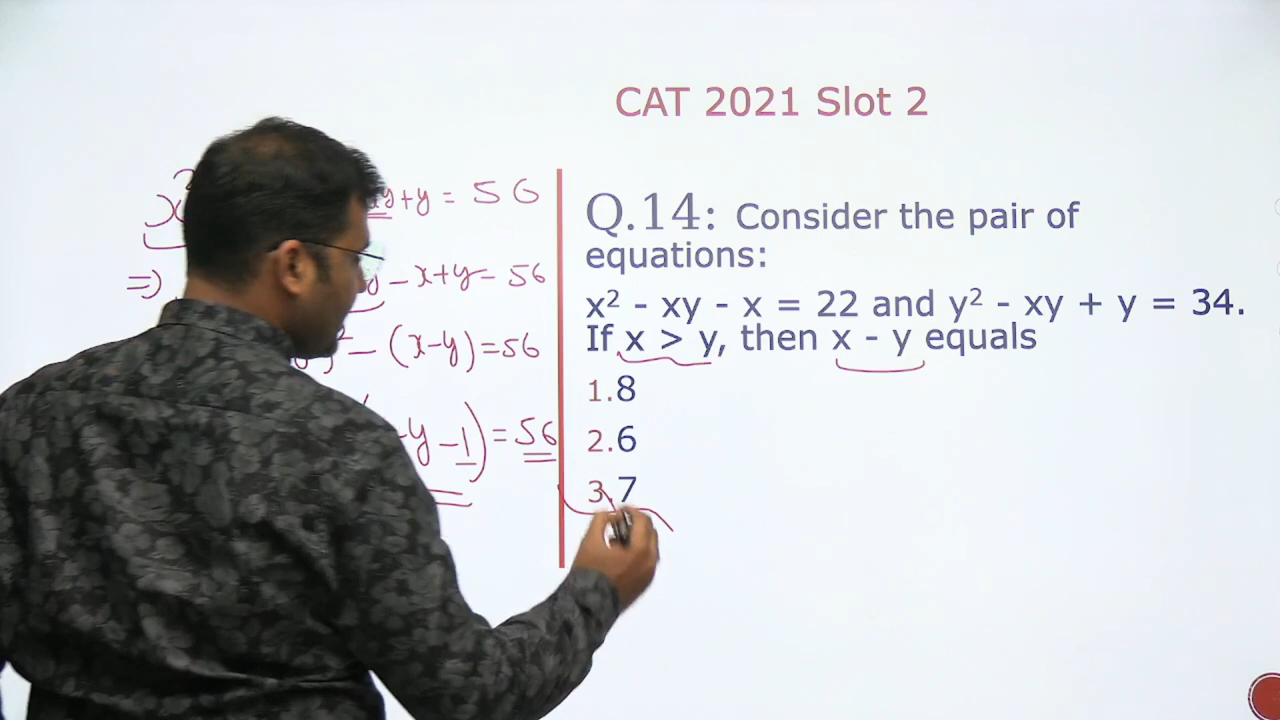 CAT 2021 Slot 2
+y = 56
=)
- x+y = 56
- (x-y) = 56
-y -1) = 56
Q.14: Consider the pair of
equations:
x² - xy - x = 22 and y² - xy + y = 34.
If x > y, then x - y equals
1.8
2.6
3.7